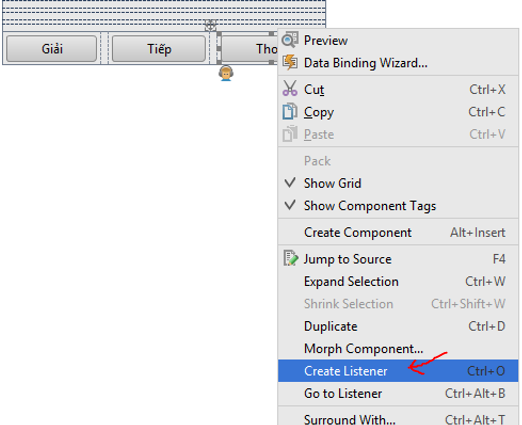 Giải Tiếp Tho
Preview
Data Binding Wizard...
Cut Ctrl+X
Copy Ctrl+C
Paste Ctrl+V
Pack
Show Grid
Show Component Tags
Create Component Alt+Insert
Jump to Source F4
Expand Selection Ctrl+W
Shrink Selection Ctrl+Shift+W
Duplicate Ctrl+D
Morph Component...
Create Listener Ctrl+O
Go to Listener Ctrl+Alt+B
Surround With... Ctrl+Alt+T